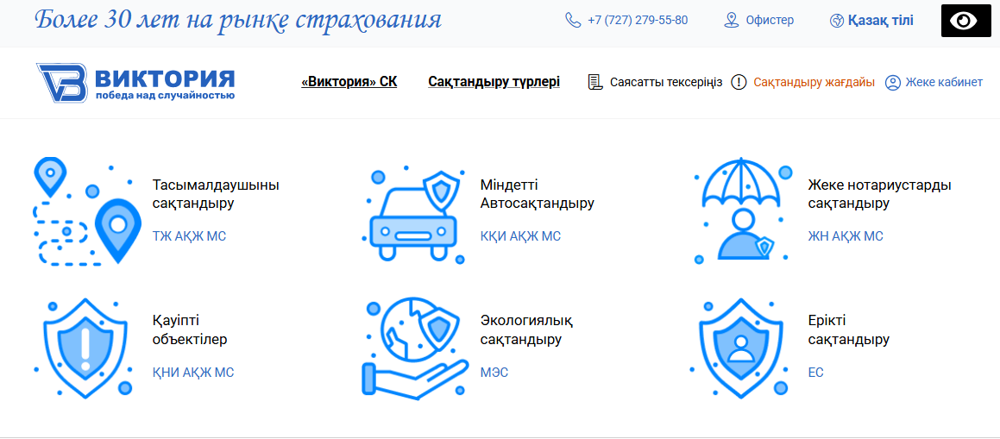 Более 30 лет на рынке страхования
+7 (727) 279-55-80
Офистер
Қазақ тілі
ВИКТОРИЯ
победа над случайностью
«Виктория» СК
Сақтандыру түрлері
Саясатты тексеріңіз
Сақтандыру жағдайы
Жеке кабинет
Тасымалдаушыны
сақтандыру
ТЖ АҚЖ МС
Міндетті
Автосақтандыру
КҚИ АҚЖ МС
Жеке нотариустарды
сақтандыру
ЖН АҚЖ МС
Қауіпті
объектілер
ҚНИ АҚЖ МС
Экологиялық
сақтандыру
МЭС
Ерікті
сақтандыру
ЕС